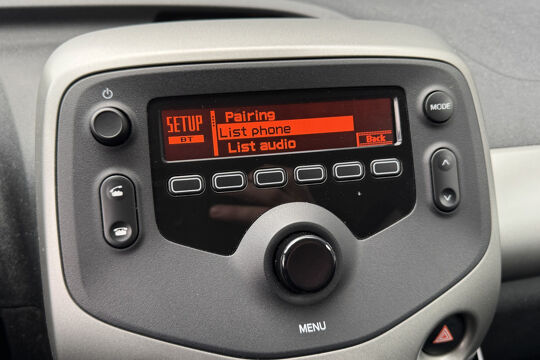 MODE
Pairing
SETUP
List phone
BT
List audio
Back
MENU